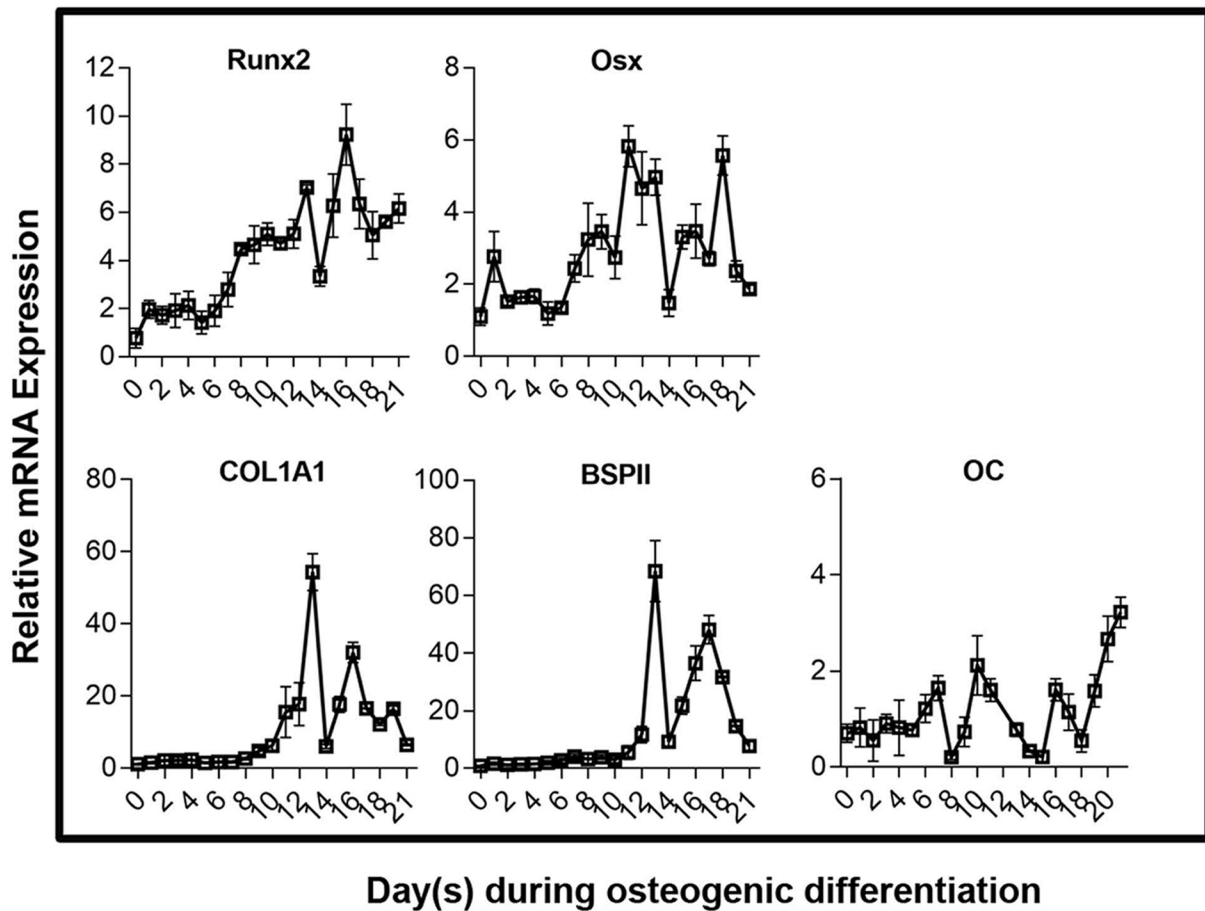 Relative mRNA Expression
Runx2
12
10
8
6
4
2
0
0 2 4 6 8 10 12 14 16 18 21
Osx
8
6
4
2
0
0 2 4 6 8 10 12 14 16 18 21
COL1A1
80
60
40
20
0
0 2 4 6 8 10 12 14 16 18 21
BSPII
100
80
60
40
20
0
0 2 4 6 8 10 12 14 16 18 21
OC
6
4
2
0
0 2 4 6 8 10 12 14 16 18 20
Day(s) during osteogenic differentiation